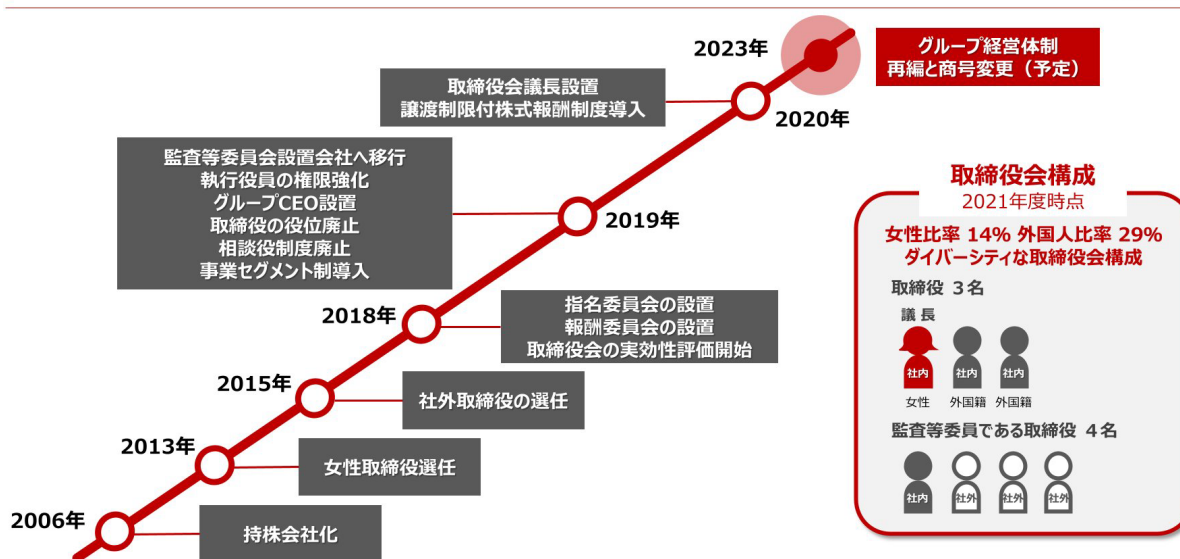 2023年
グループ経営体制
再編と商号変更（予定）
取締役会議長設置
譲渡制限付株式報酬制度導入
2020年
監査等委員会設置会社へ移行
執行役員の権限強化
グループCEO設置
取締役の役位廃止
相談役制度廃止
事業セグメント制導入
2019年
2018年
指名委員会の設置
報酬委員会の設置
取締役会の実効性評価開始
2015年
社外取締役の選任
2013年
女性取締役選任
2006年
持株会社化
取締役会構成
2021年度時点
女性比率 14% 外国人比率 29%
ダイバーシティな取締役会構成
取締役 3名
議 長
社内 社内 社内
女性 外国籍 外国籍
監査等委員である取締役 4名
社内 社外 社外 社外